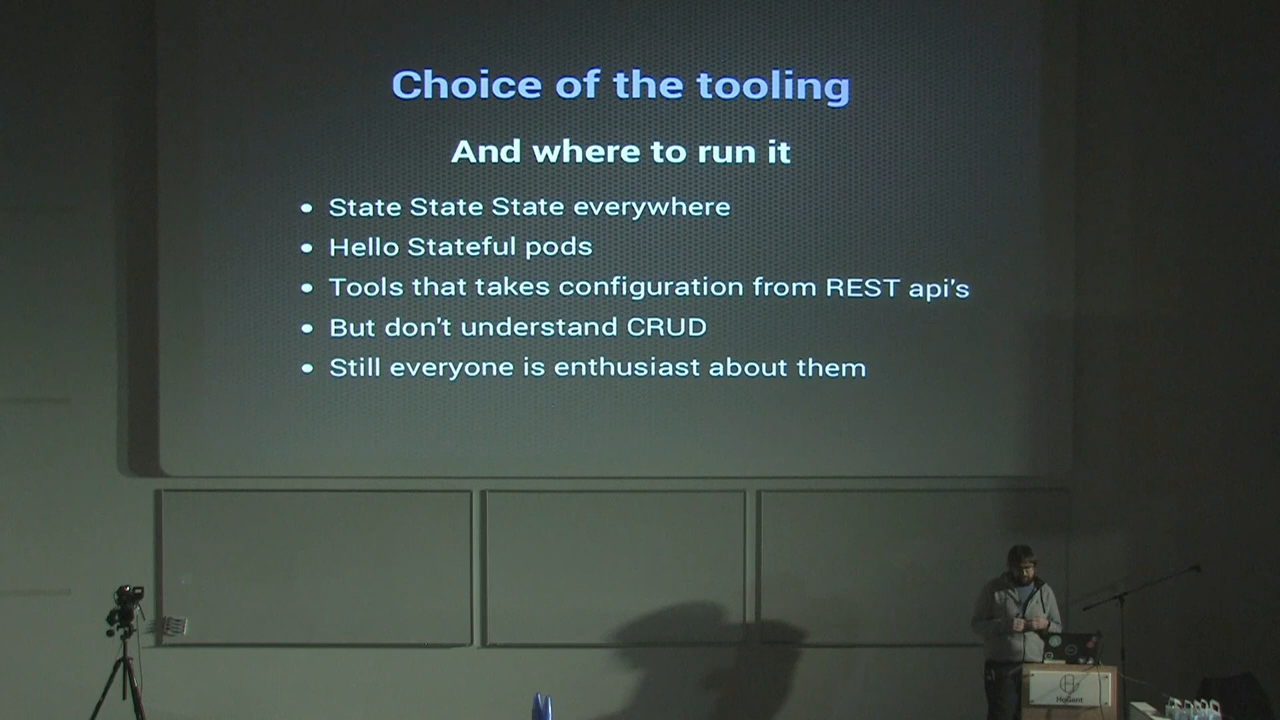 Choice of the tooling
And where to run it
• State State State everywhere
• Hello Stateful pods
• Tools that takes configuration from REST api's
• But don't understand CRUD
• Still everyone is enthusiast about them
HoGent